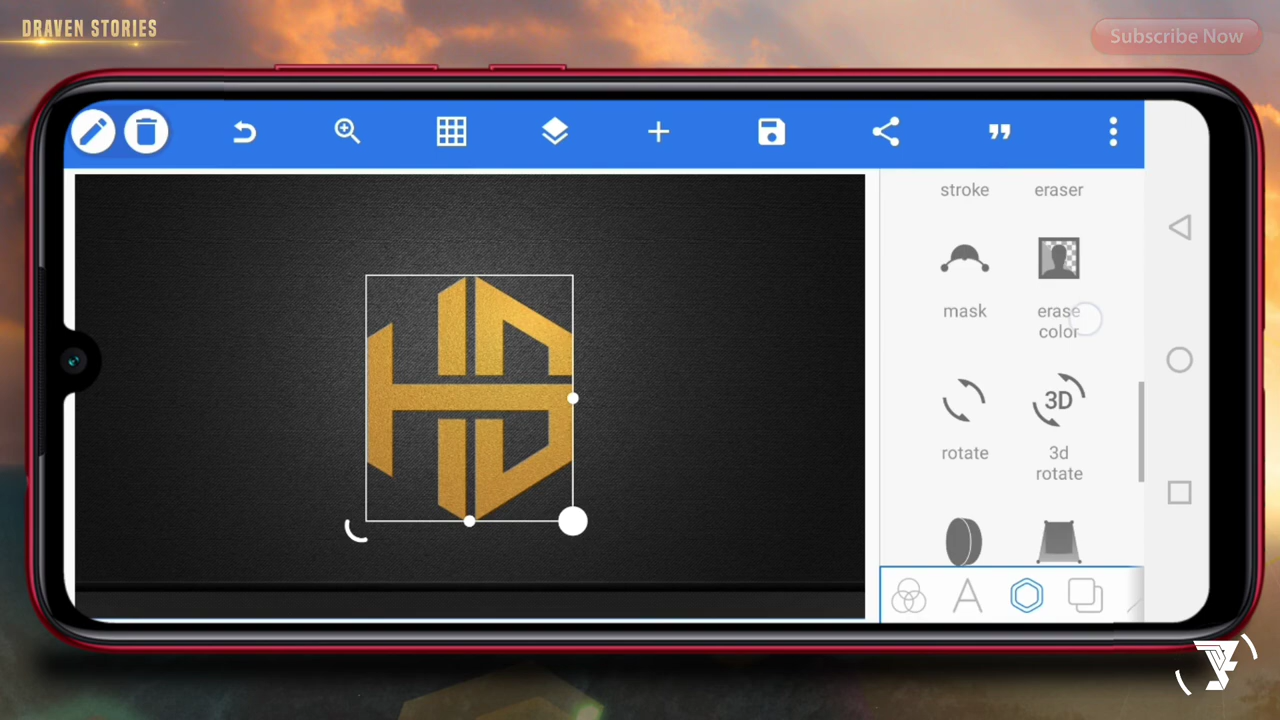 DRAVEN STORIES
Subscribe Now
stroke
eraser
mask
erase
color
3D
rotate
3d
rotate